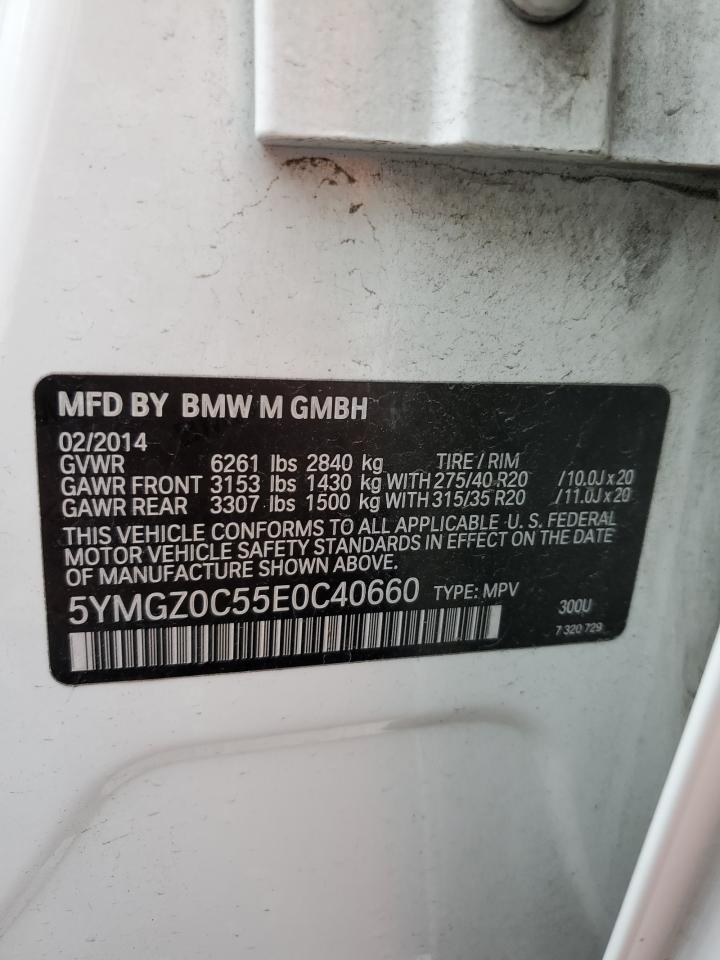 MFD BY BMW M GMBH
02/2014
GVWR 6261 lbs 2840 kg TIRE / RIM
GAWR FRONT 3153 lbs 1430 kg WITH 275/40 R20 /10.0J x 20
GAWR REAR 3307 lbs 1500 kg WITH 315/35 R20 /11.0J x 20
THIS VEHICLE CONFORMS TO ALL APPLICABLE U. S. FEDERAL
MOTOR VEHICLE SAFETY STANDARDS IN EFFECT ON THE DATE
OF MANUFACTURE SHOWN ABOVE.
5YMGZ0C55E0C40660 TYPE: MPV 300U
7 320 729